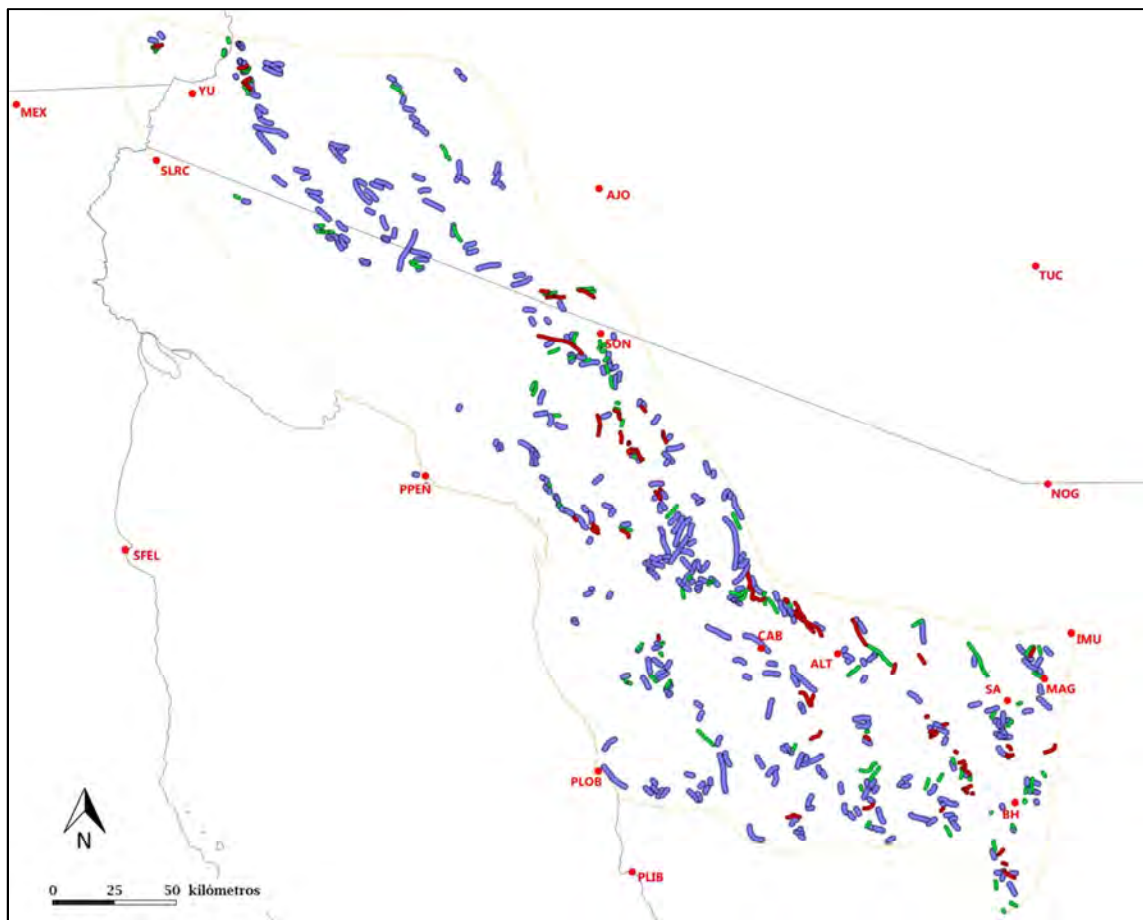 YU
MEX
SLRC
AJO
TUC
SON
PPEÑ
NOG
SFEL
IMU
CAB
ALT
MAG
SA
PLOB
BH
N
PLIB
0 25 50 kilómetros